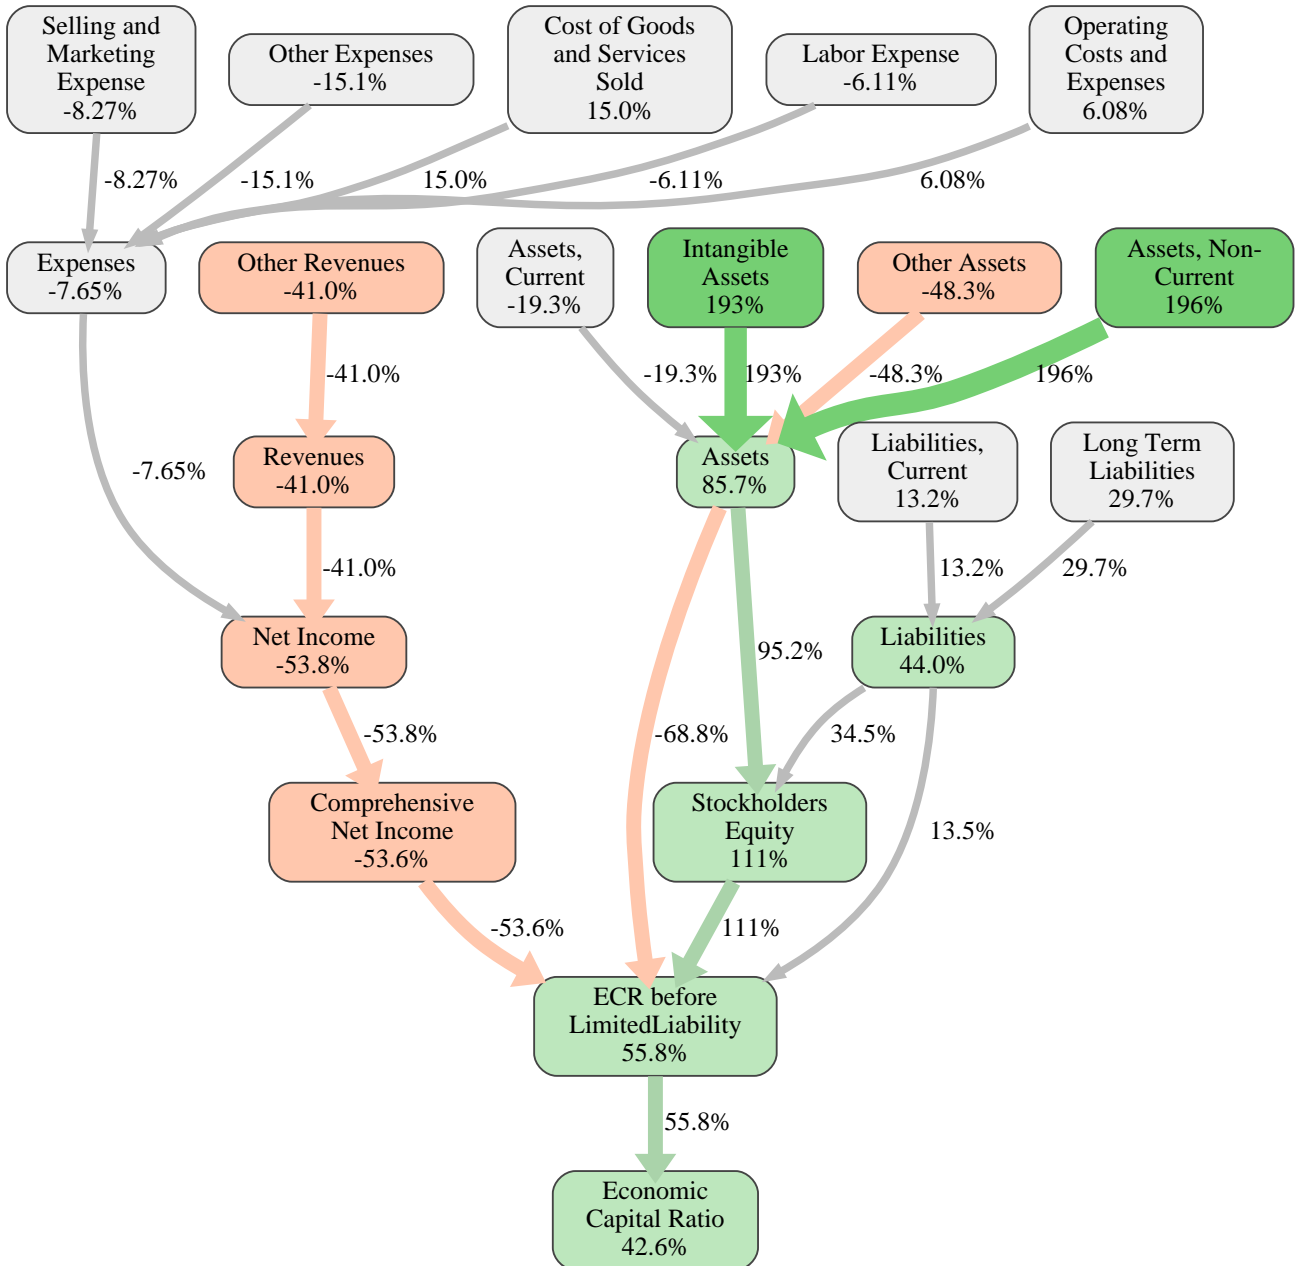 Selling and
Marketing
Expense
-8.27%
Other Expenses
-15.1%
Cost of Goods
and Services
Sold
15.0%
Labor Expense
-6.11%
Operating
Costs and
Expenses
6.08%
-8.27%
-15.1%
15.0%
-6.11%
6.08%
Expenses
-7.65%
Other Revenues
-41.0%
Assets,
Current
-19.3%
Intangible
Assets
193%
Other Assets
-48.3%
Assets, Non-
Current
196%
-41.0%
-19.3%
193%
-48.3%
196%
Revenues
-41.0%
Assets
85.7%
Liabilities,
Current
13.2%
Long Term
Liabilities
29.7%
-7.65%
-41.0%
13.2%
29.7%
Net Income
-53.8%
95.2%
Liabilities
44.0%
-53.8%
-68.8%
34.5%
Comprehensive
Net Income
-53.6%
Stockholders
Equity
111%
13.5%
-53.6%
111%
ECR before
LimitedLiability
55.8%
55.8%
Economic
Capital Ratio
42.6%